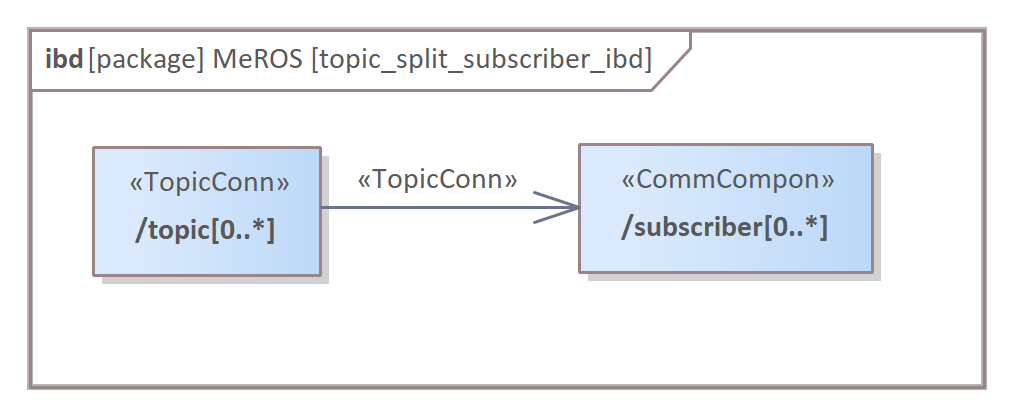 ibd [package] MeROS [topic_split_subscriber_ibd]
«TopicConn»
/topic[0..*]
«TopicConn»
«CommCompon»
/subscriber[0..*]